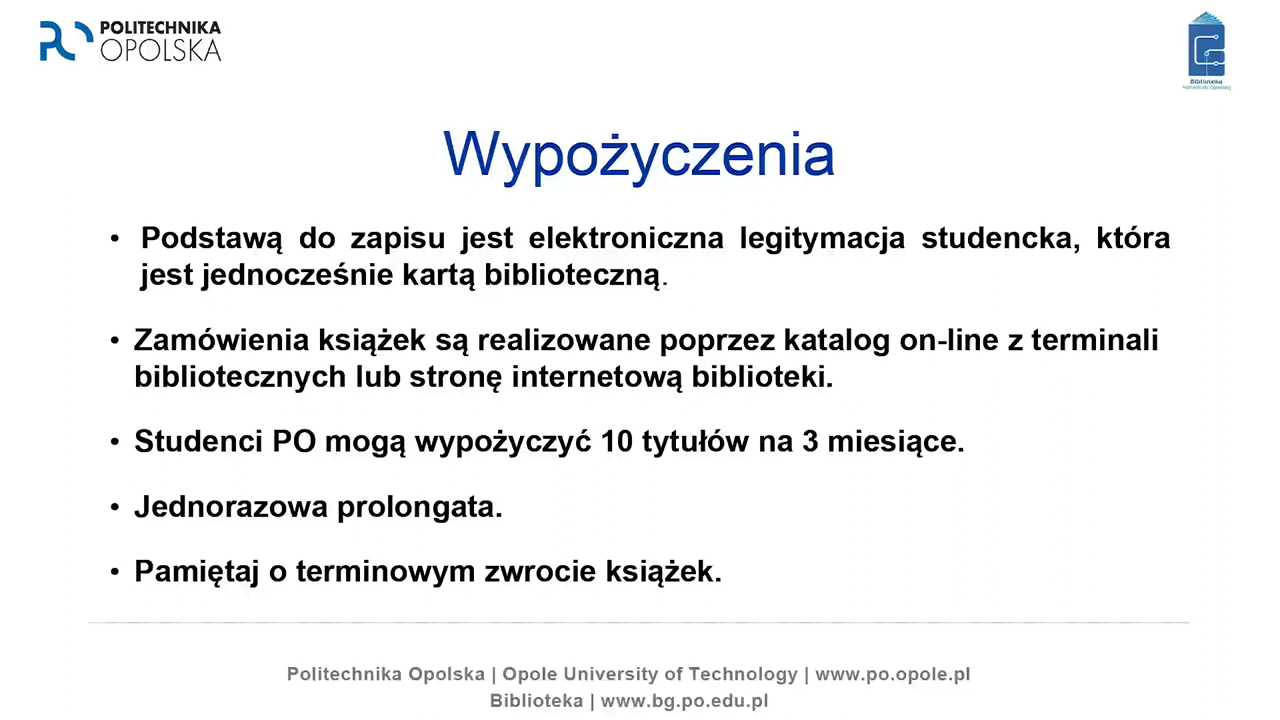 POLITECHNIKA
OPOLSKA
Biblioteka
Politechniki Opolskiej
Wypożyczenia
• Podstawą do zapisu jest elektroniczna legitymacja studencka, która
jest jednocześnie kartą biblioteczną.
• Zamówienia książek są realizowane poprzez katalog on-line z terminali
bibliotecznych lub stronę internetową biblioteki.
• Studenci PO mogą wypożyczyć 10 tytułów na 3 miesiące.
• Jednorazowa prolongata.
• Pamiętaj o terminowym zwrocie książek.
Politechnika Opolska | Opole University of Technology | www.po.opole.pl
Biblioteka | www.bg.po.edu.pl